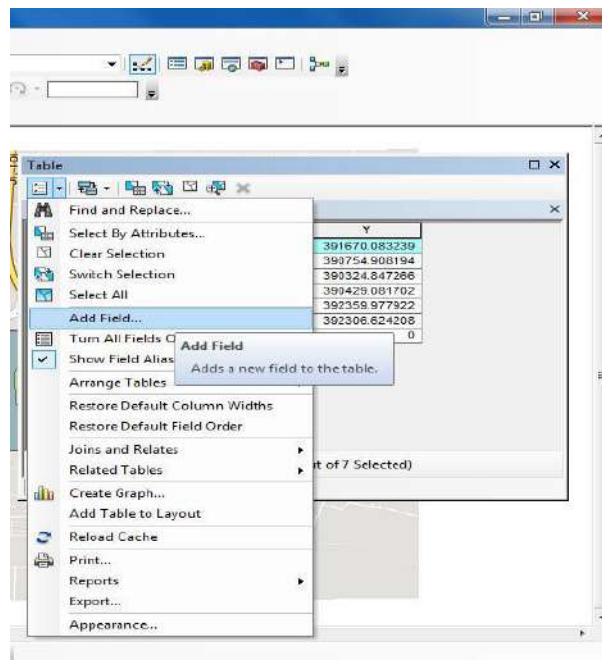 Table
Find and Replace...
Select By Attributes...
Clear Selection
Switch Selection
Select All
Add Field...
Turn All Fields O
Show Field Alias
Arrange Tables
Restore Default Column Widths
Restore Default Field Order
Joins and Relates
Related Tables
Create Graph...
Add Table to Layout
Reload Cache
Print...
Reports
Export...
Appearance...
Add Field
Adds a new field to the table.
Y
391670.083239
390754.908194
390324.847266
390429.081702
392359.977922
392306.624208
0
t of 7 Selected)